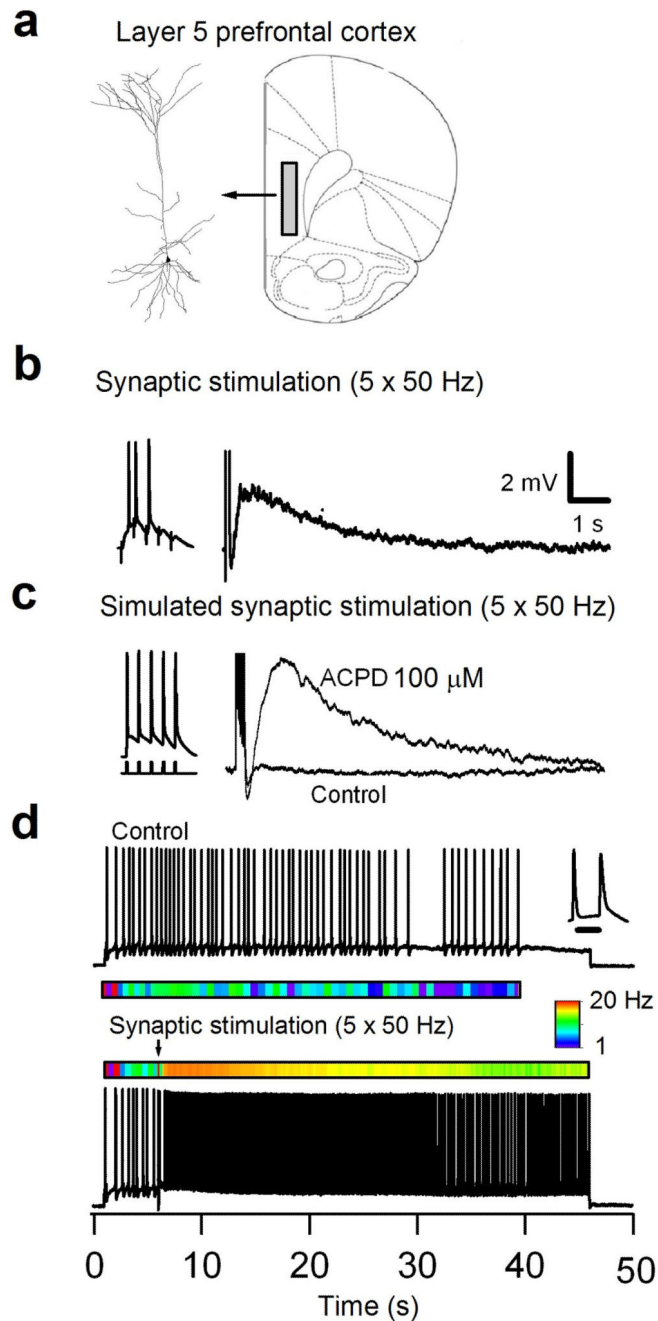 a
Layer 5 prefrontal cortex
b
Synaptic stimulation (5 x 50 Hz)
2 mV
1 s
c
Simulated synaptic stimulation (5 x 50 Hz)
ACPD 100 μM
Control
d
Control
20 Hz
1
Synaptic stimulation (5 x 50 Hz)
0 10 20 30 40 50
Time (s)